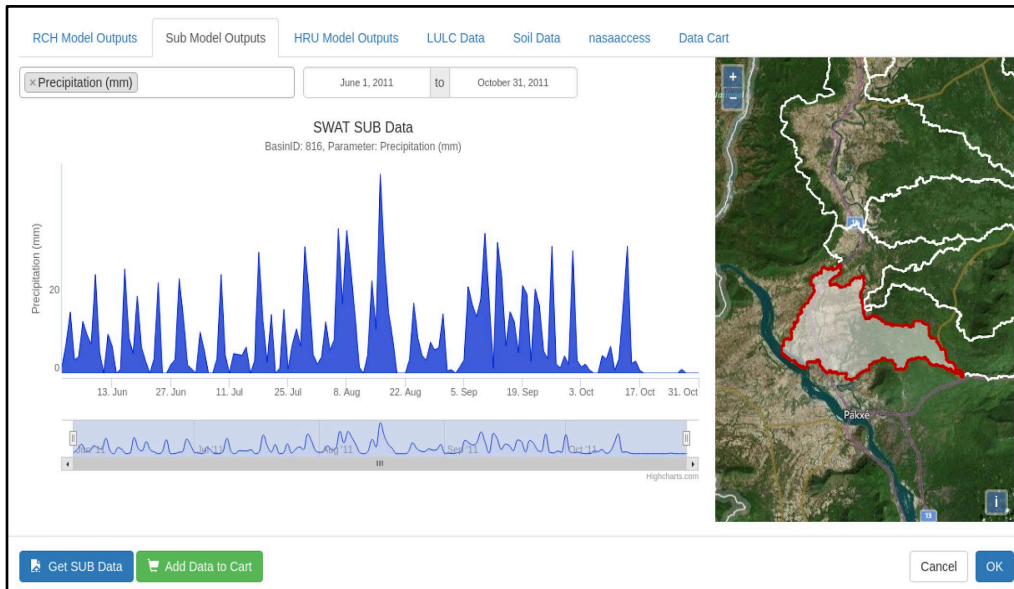 RCH Model Outputs Sub Model Outputs HRU Model Outputs LULC Data Soil Data nasaaccess Data Cart
×Precipitation (mm) June 1, 2011 to October 31, 2011
SWAT SUB Data
BasinID: 816, Parameter: Precipitation (mm)
Precipitation (mm)
20
0
13. Jun 27. Jun 11. Jul 25. Jul 8. Aug 22. Aug 5. Sep 19. Sep 3. Oct 17. Oct 31. Oct
Jun '11 Jul '11 Aug '11 Sep '11 Oct '11
Highcharts.com
+
−
Pakxé
13
i
Get SUB Data Add Data to Cart Cancel OK